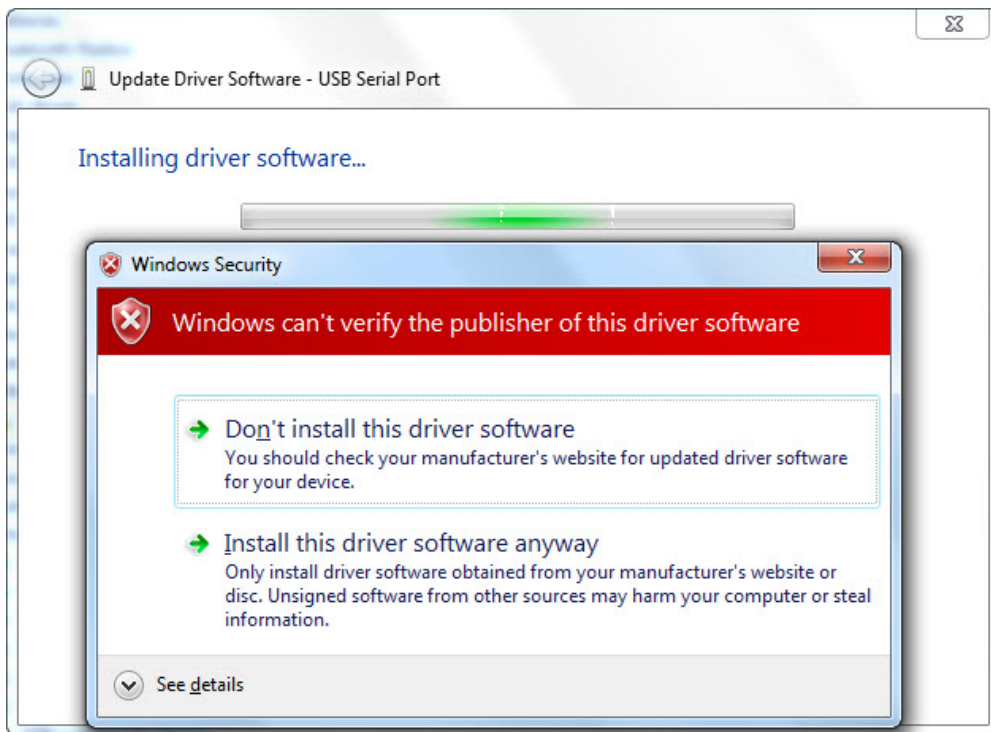 Update Driver Software - USB Serial Port
Installing driver software...
Windows Security
Windows can't verify the publisher of this driver software
Don't install this driver software
You should check your manufacturer's website for updated driver software
for your device.
Install this driver software anyway
Only install driver software obtained from your manufacturer's website or
disc. Unsigned software from other sources may harm your computer or steal
information.
See details